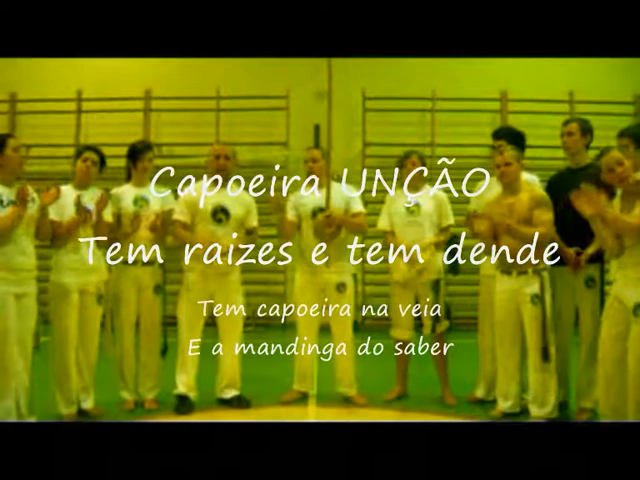 Capoeira UNÇÃO
Tem raizes e tem dende
Tem capoeira na veia
E a mandinga do saber